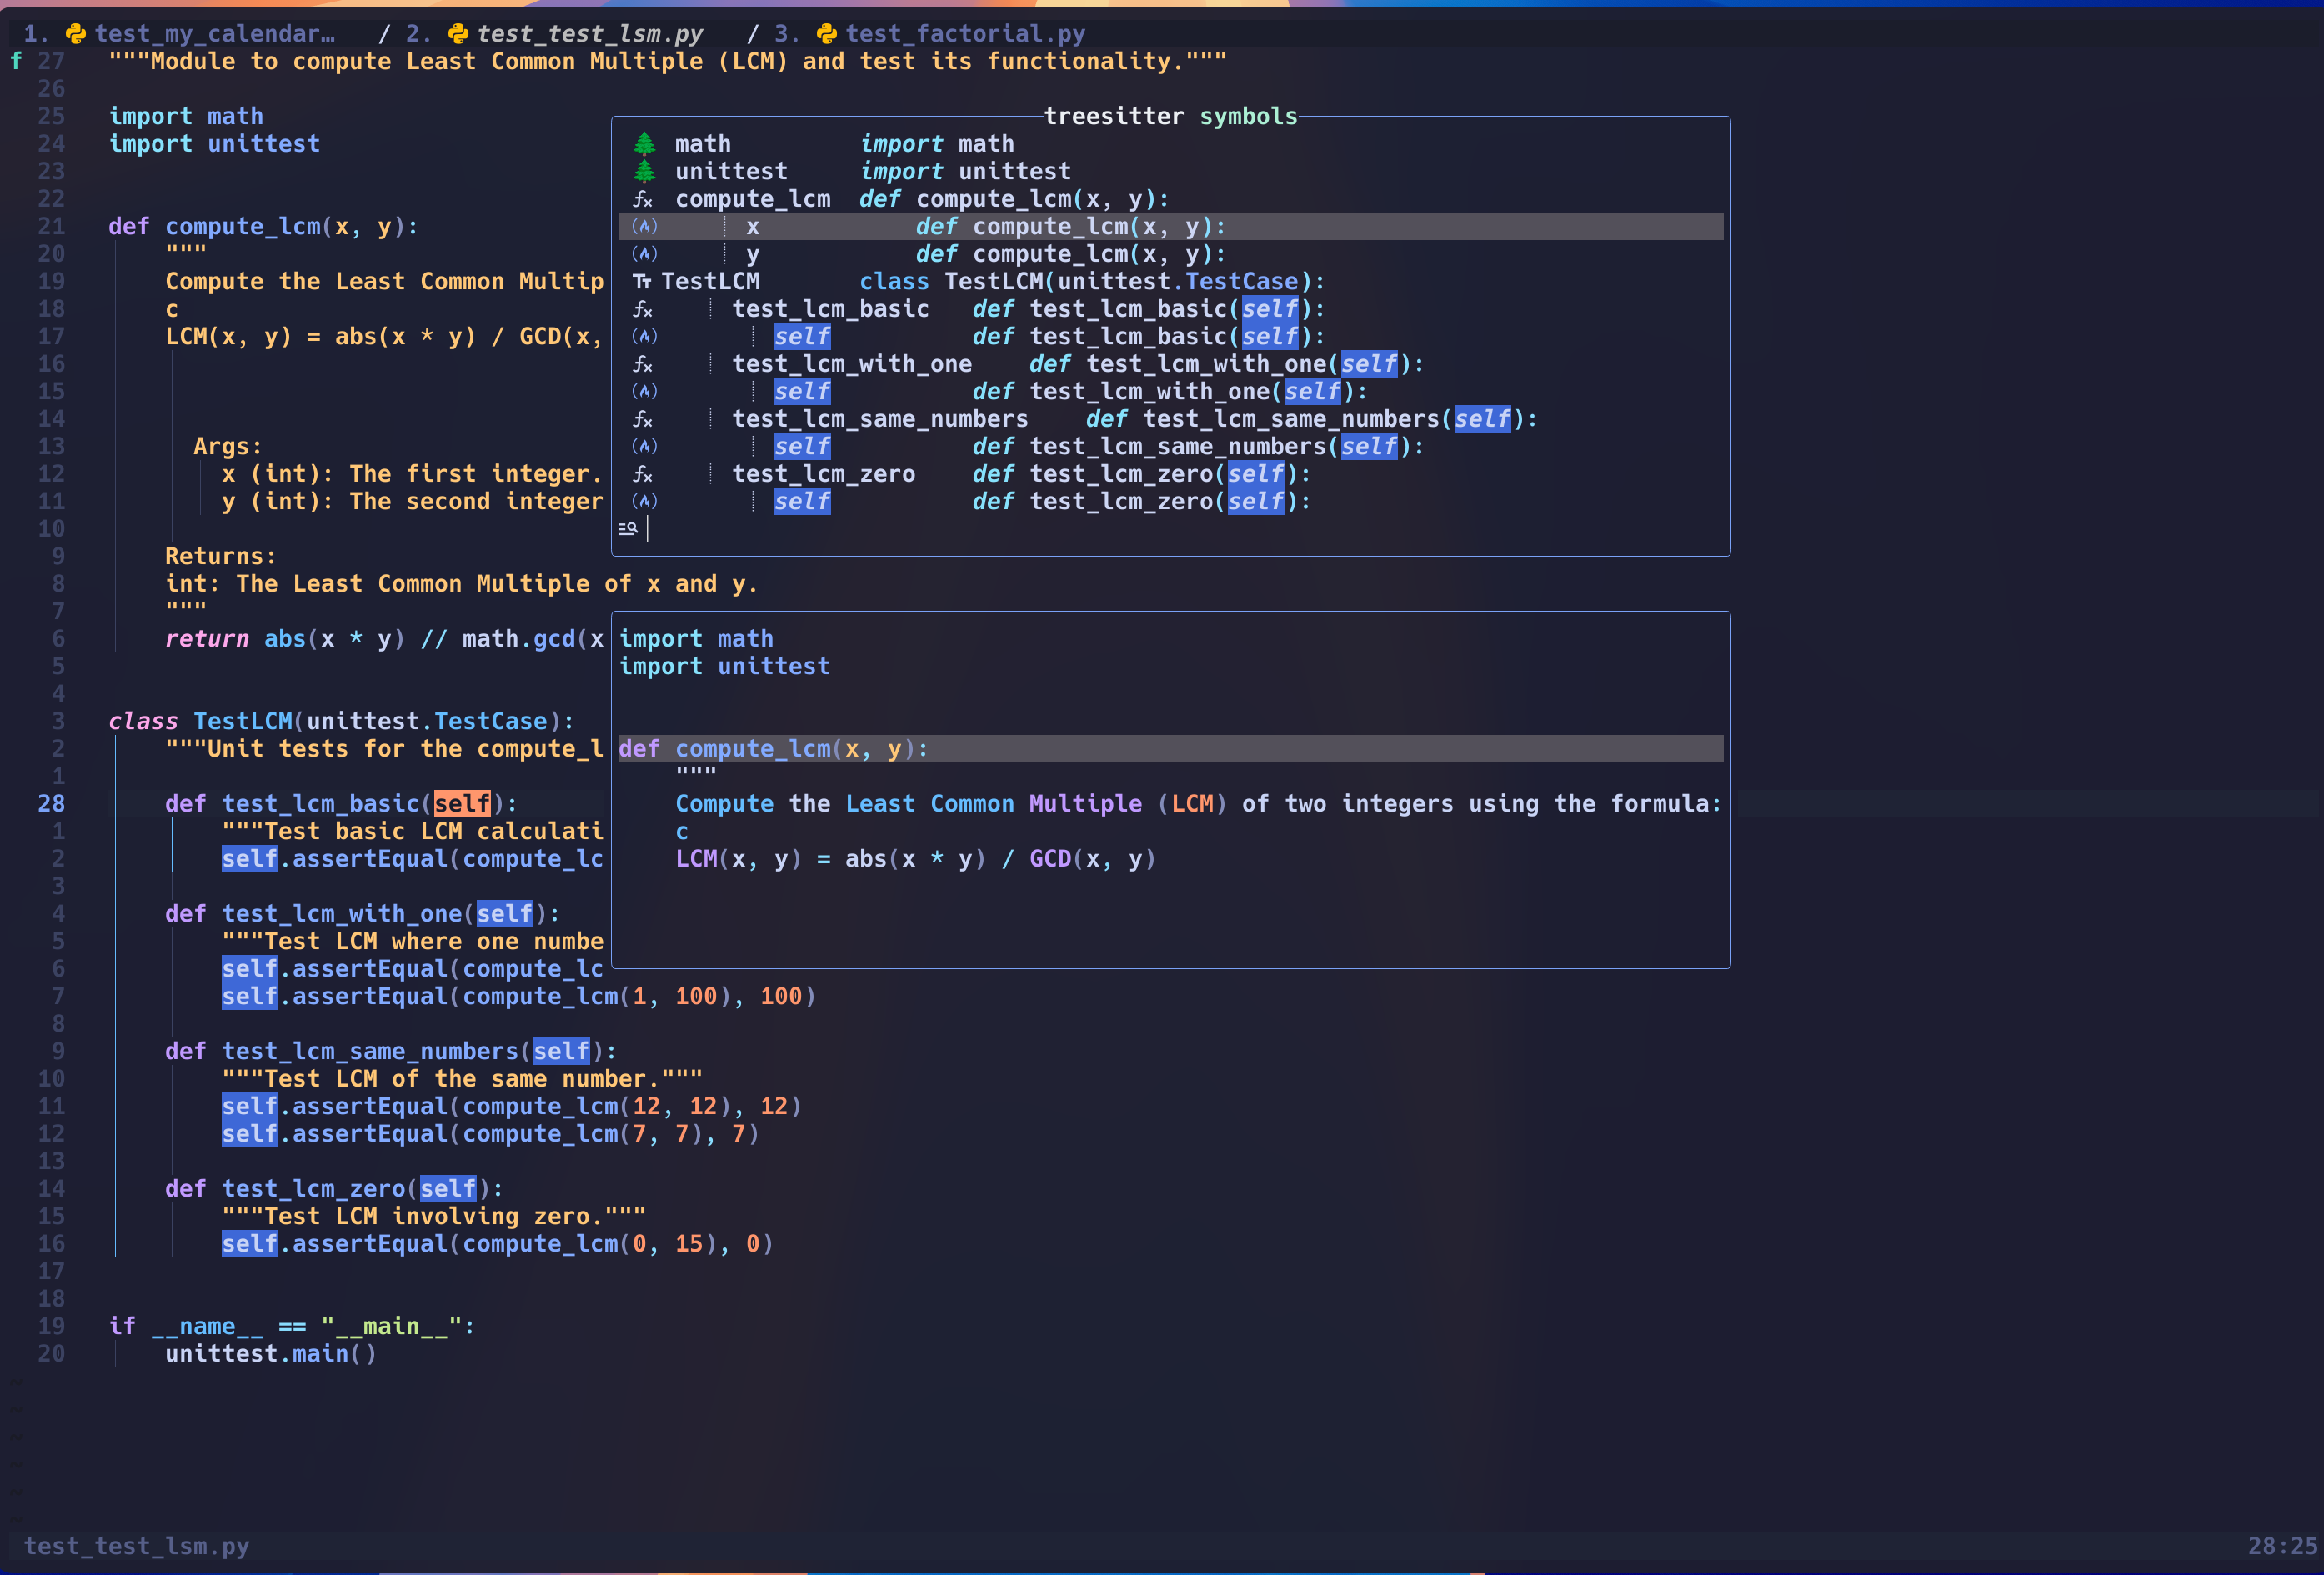 1. test_my_calendar… / 2. test_test_lsm.py / 3. test_factorial.py
f 27 """Module to compute Least Common Multiple (LCM) and test its functionality."""
26
25 import math
24 import unittest
23
22
21 def compute_lcm(x, y):
20 """
19 Compute the Least Common Multip
18 c
17 LCM(x, y) = abs(x * y) / GCD(x,
16
15
14
13 Args:
12 x (int): The first integer.
11 y (int): The second integer
10
9 Returns:
8 int: The Least Common Multiple of x and y.
7 """
6 return abs(x * y) // math.gcd(x
5
4
3 class TestLCM(unittest.TestCase):
2 """Unit tests for the compute_l
1
28 def test_lcm_basic(self):
1 """Test basic LCM calculati
2 self.assertEqual(compute_lc
3
4 def test_lcm_with_one(self):
5 """Test LCM where one numbe
6 self.assertEqual(compute_lc
7 self.assertEqual(compute_lcm(1, 100), 100)
8
9 def test_lcm_same_numbers(self):
10 """Test LCM of the same number."""
11 self.assertEqual(compute_lcm(12, 12), 12)
12 self.assertEqual(compute_lcm(7, 7), 7)
13
14 def test_lcm_zero(self):
15 """Test LCM involving zero."""
16 self.assertEqual(compute_lcm(0, 15), 0)
17
18
19 if __name__ == "__main__":
20 unittest.main()
~
~
~
~
~
~
treesitter symbols
math import math
unittest import unittest
compute_lcm def compute_lcm(x, y):
x def compute_lcm(x, y):
y def compute_lcm(x, y):
TestLCM class TestLCM(unittest.TestCase):
test_lcm_basic def test_lcm_basic(self):
self def test_lcm_basic(self):
test_lcm_with_one def test_lcm_with_one(self):
self def test_lcm_with_one(self):
test_lcm_same_numbers def test_lcm_same_numbers(self):
self def test_lcm_same_numbers(self):
test_lcm_zero def test_lcm_zero(self):
self def test_lcm_zero(self):
import math
import unittest
def compute_lcm(x, y):
"""
Compute the Least Common Multiple (LCM) of two integers using the formula:
c
LCM(x, y) = abs(x * y) / GCD(x, y)
test_test_lsm.py 28:25